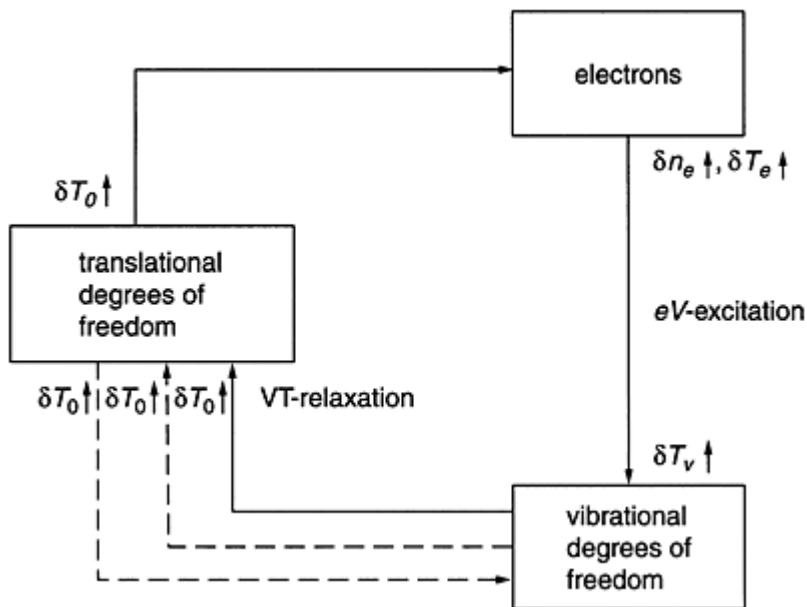 electrons
δnₑ↑, δTₑ↑
δT₀↑
translational
degrees of
freedom
eV-excitation
δT₀↑ δT₀↑ δT₀↑ VT-relaxation
δTᵥ↑
vibrational
degrees of
freedom